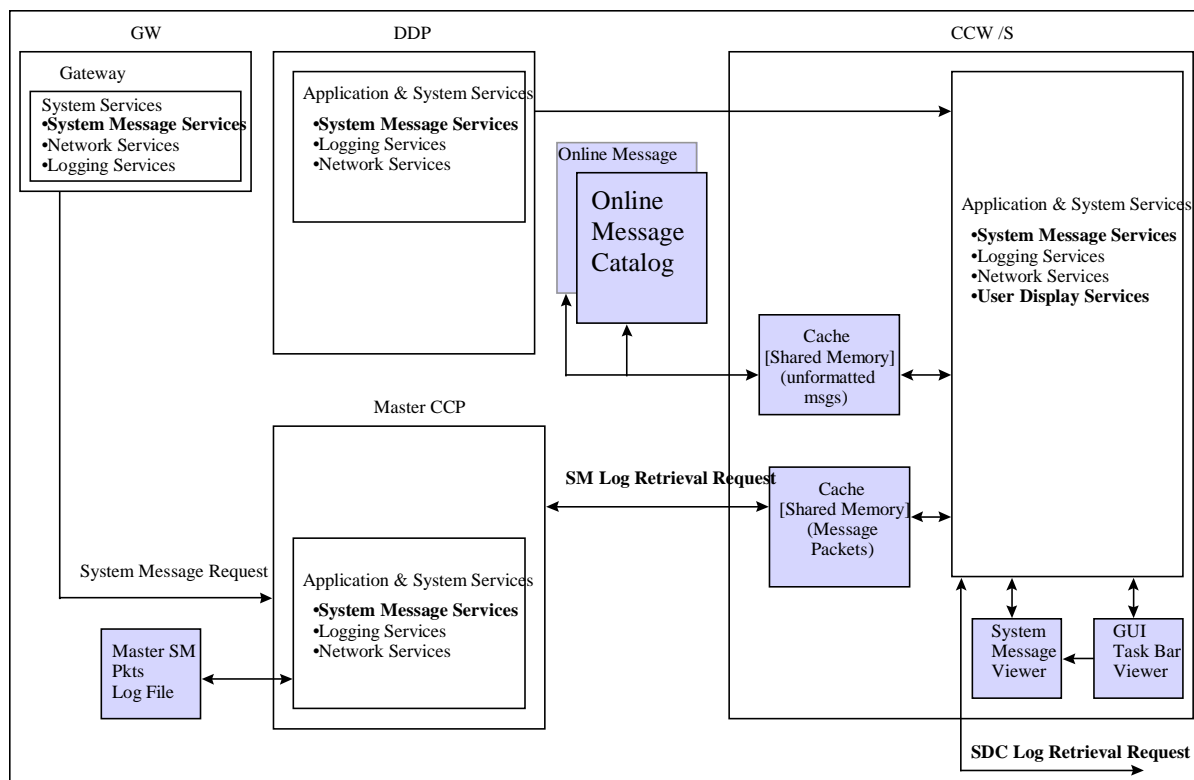 GW
DDP
CCW /S
Gateway
System Services
•System Message Services
•Network Services
•Logging Services
Application & System Services
•System Message Services
•Logging Services
•Network Services
Online Message
Online
Message
Catalog
Application & System Services
•System Message Services
•Logging Services
•Network Services
•User Display Services
Cache
[Shared Memory]
(unformatted
msgs)
Master CCP
SM Log Retrieval Request
Cache
[Shared Memory]
(Message
Packets)
System Message Request
Application & System Services
•System Message Services
•Logging Services
•Network Services
Master SM
Pkts
Log File
System
Message
Viewer
GUI
Task Bar
Viewer
SDC Log Retrieval Request